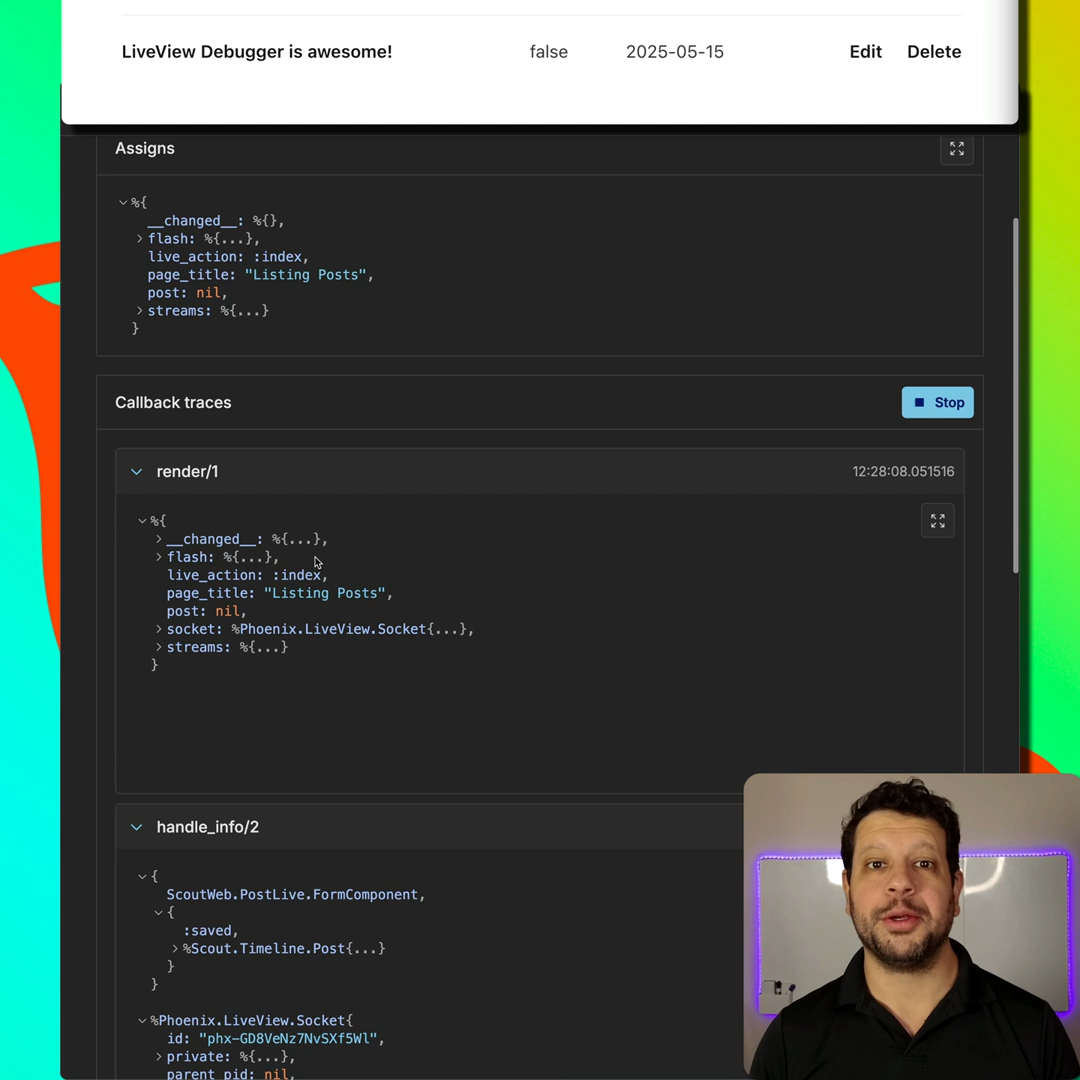 LiveView Debugger is awesome! false 2025-05-15 Edit Delete
Assigns
%{
__changed__: %{},
flash: %{...},
live_action: :index,
page_title: "Listing Posts",
post: nil,
streams: %{...}
}
Callback traces Stop
render/1 12:28:08.051516
%{
__changed__: %{...},
flash: %{...},
live_action: :index,
page_title: "Listing Posts",
post: nil,
socket: %Phoenix.LiveView.Socket{...},
streams: %{...}
}
handle_info/2
{
ScoutWeb.PostLive.FormComponent,
{
:saved,
%Scout.Timeline.Post{...}
}
}
%Phoenix.LiveView.Socket{
id: "phx-GD8VeNz7NvSXf5Wl",
private: %{...},
parent_pid: nil,